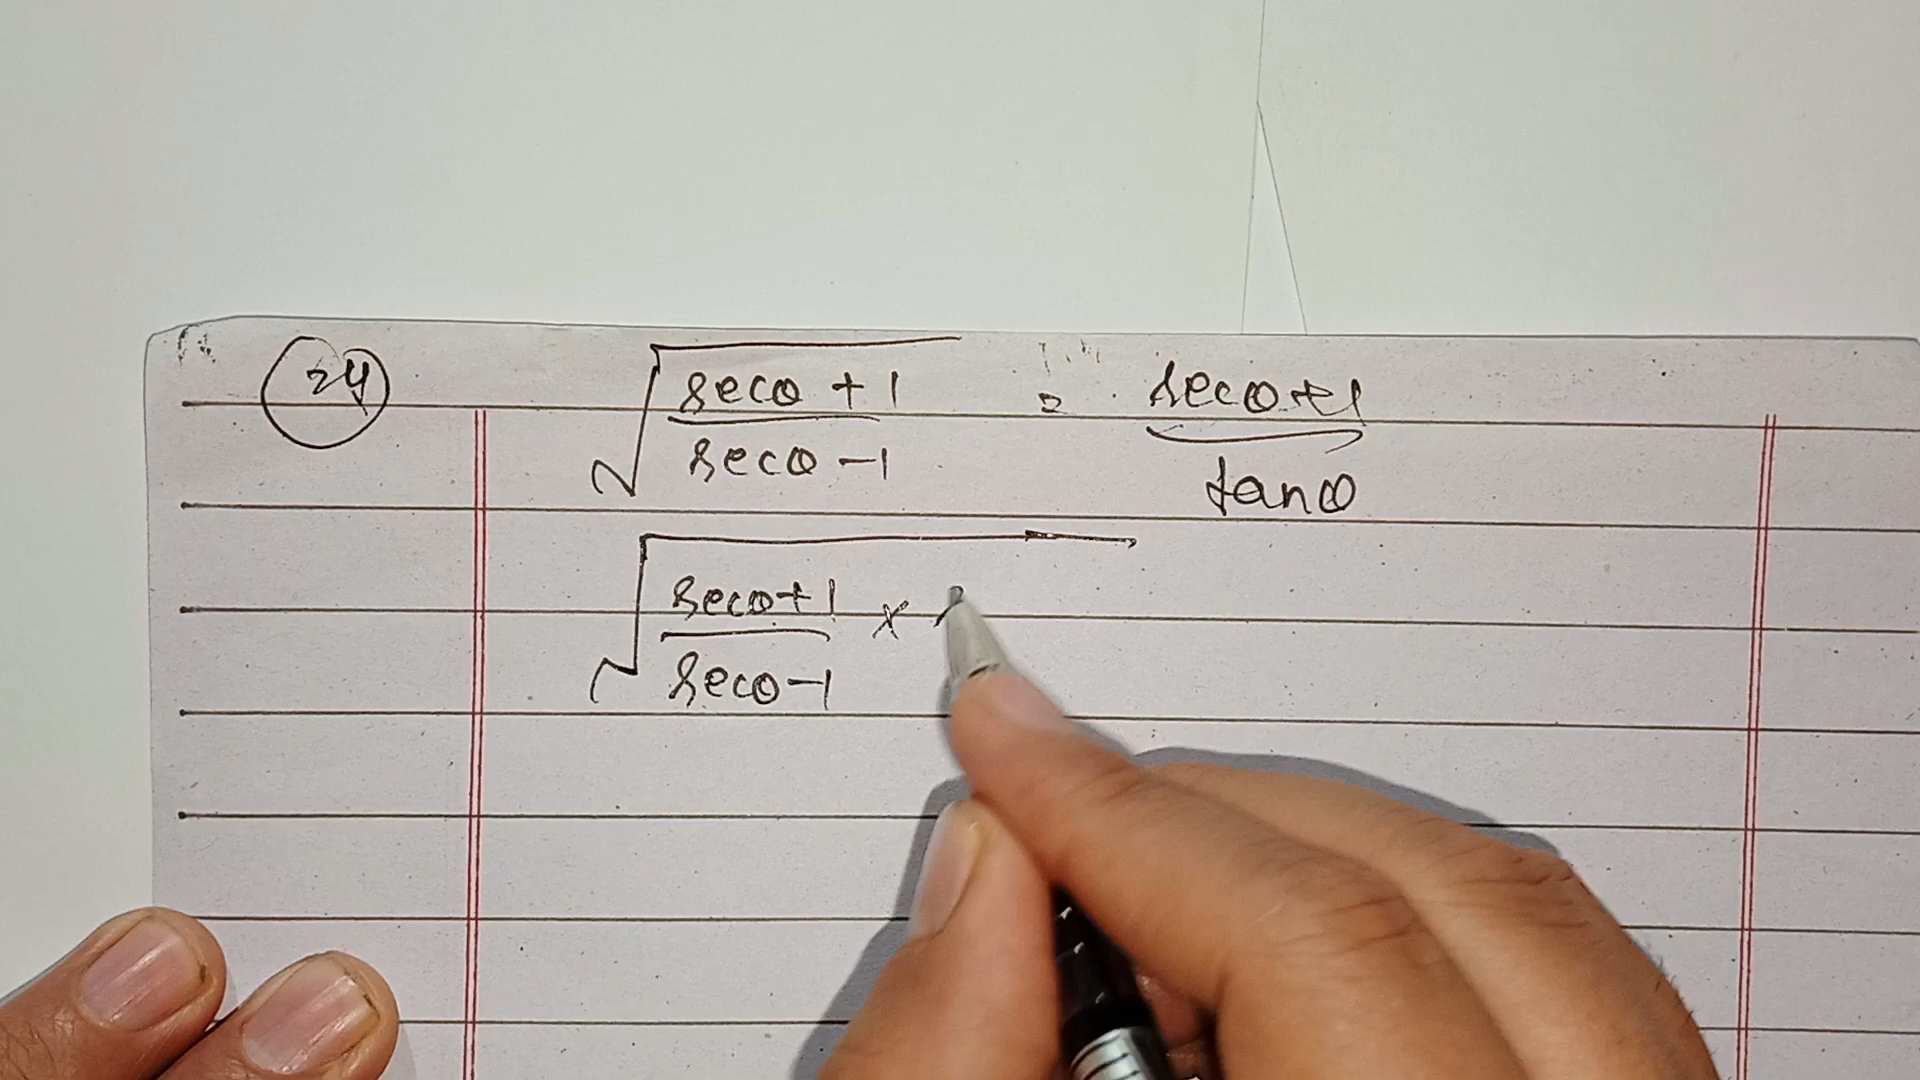 24 √(secθ + 1 / secθ - 1) = secθ+1 / tanθ
√(secθ+1 / secθ-1) ×